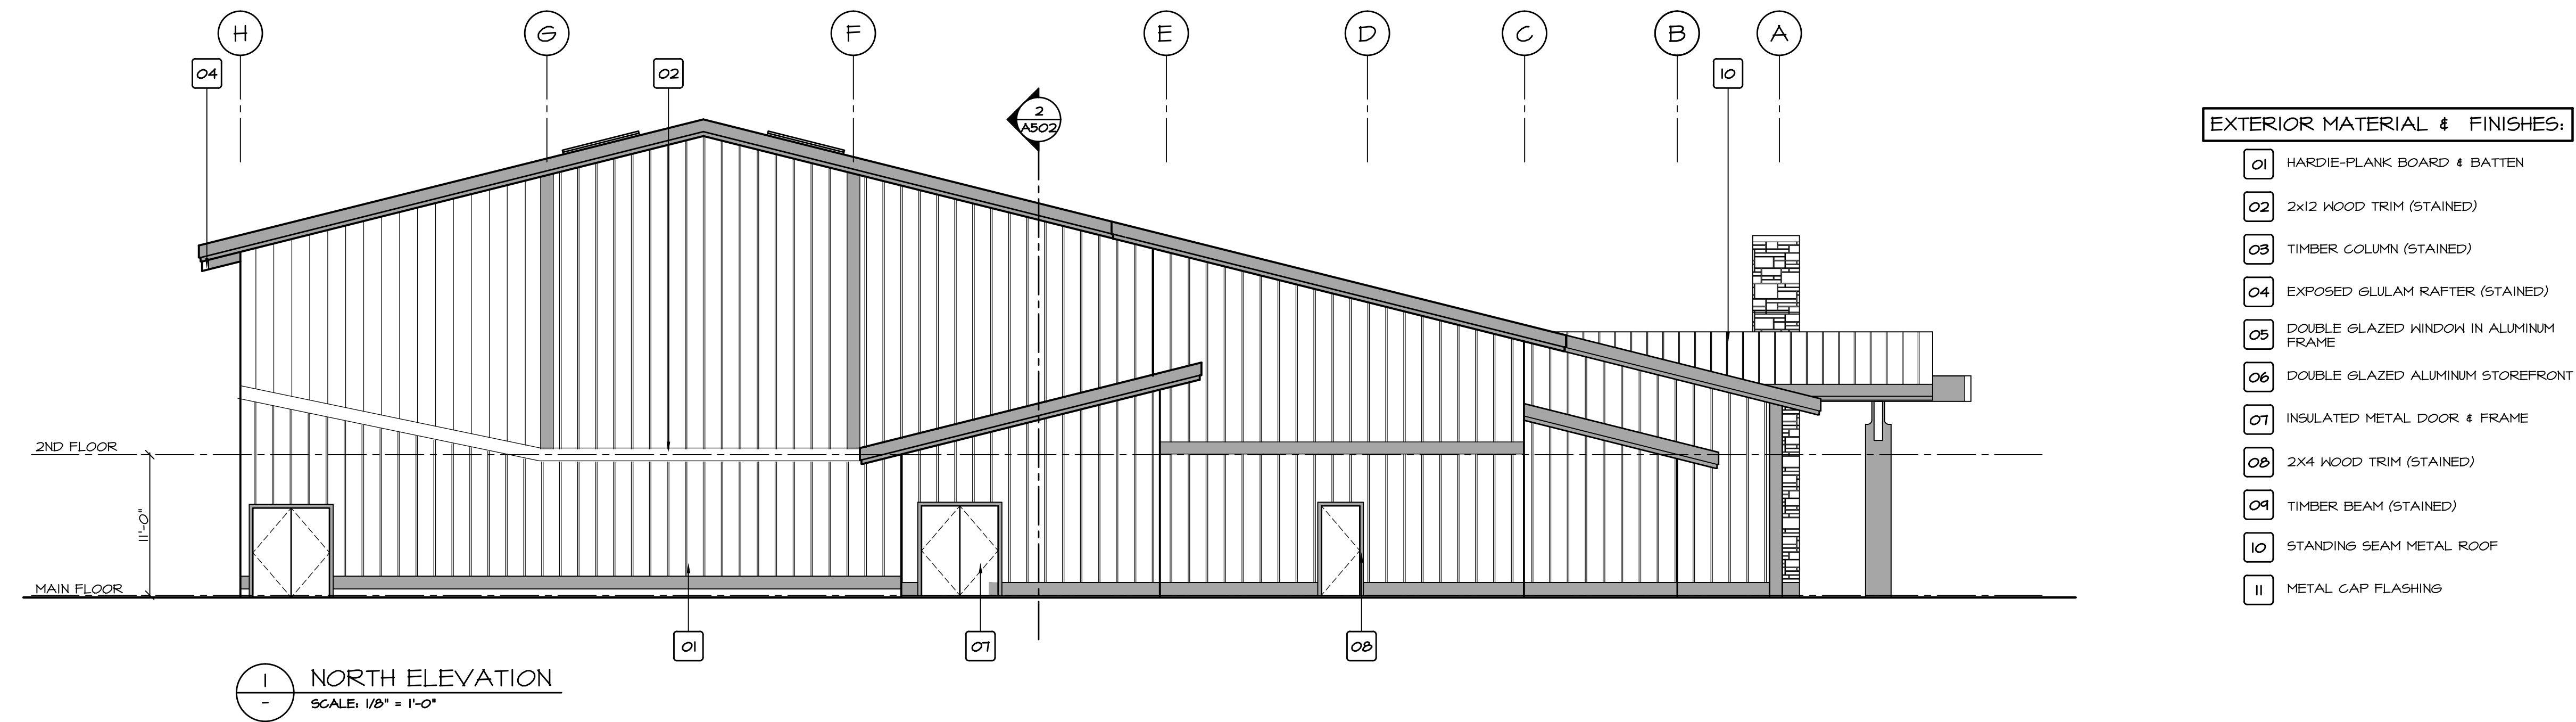 H G F E D C B A
04 02 10
2
A502
EXTERIOR MATERIAL & FINISHES:
01 HARDIE-PLANK BOARD & BATTEN
02 2x12 WOOD TRIM (STAINED)
03 TIMBER COLUMN (STAINED)
04 EXPOSED GLULAM RAFTER (STAINED)
05 DOUBLE GLAZED WINDOW IN ALUMINUM
FRAME
06 DOUBLE GLAZED ALUMINUM STOREFRONT
07 INSULATED METAL DOOR & FRAME
08 2X4 WOOD TRIM (STAINED)
09 TIMBER BEAM (STAINED)
10 STANDING SEAM METAL ROOF
11 METAL CAP FLASHING
2ND FLOOR
11'-0"
MAIN FLOOR
01 07 08
1 NORTH ELEVATION
- SCALE: 1/8" = 1'-0"